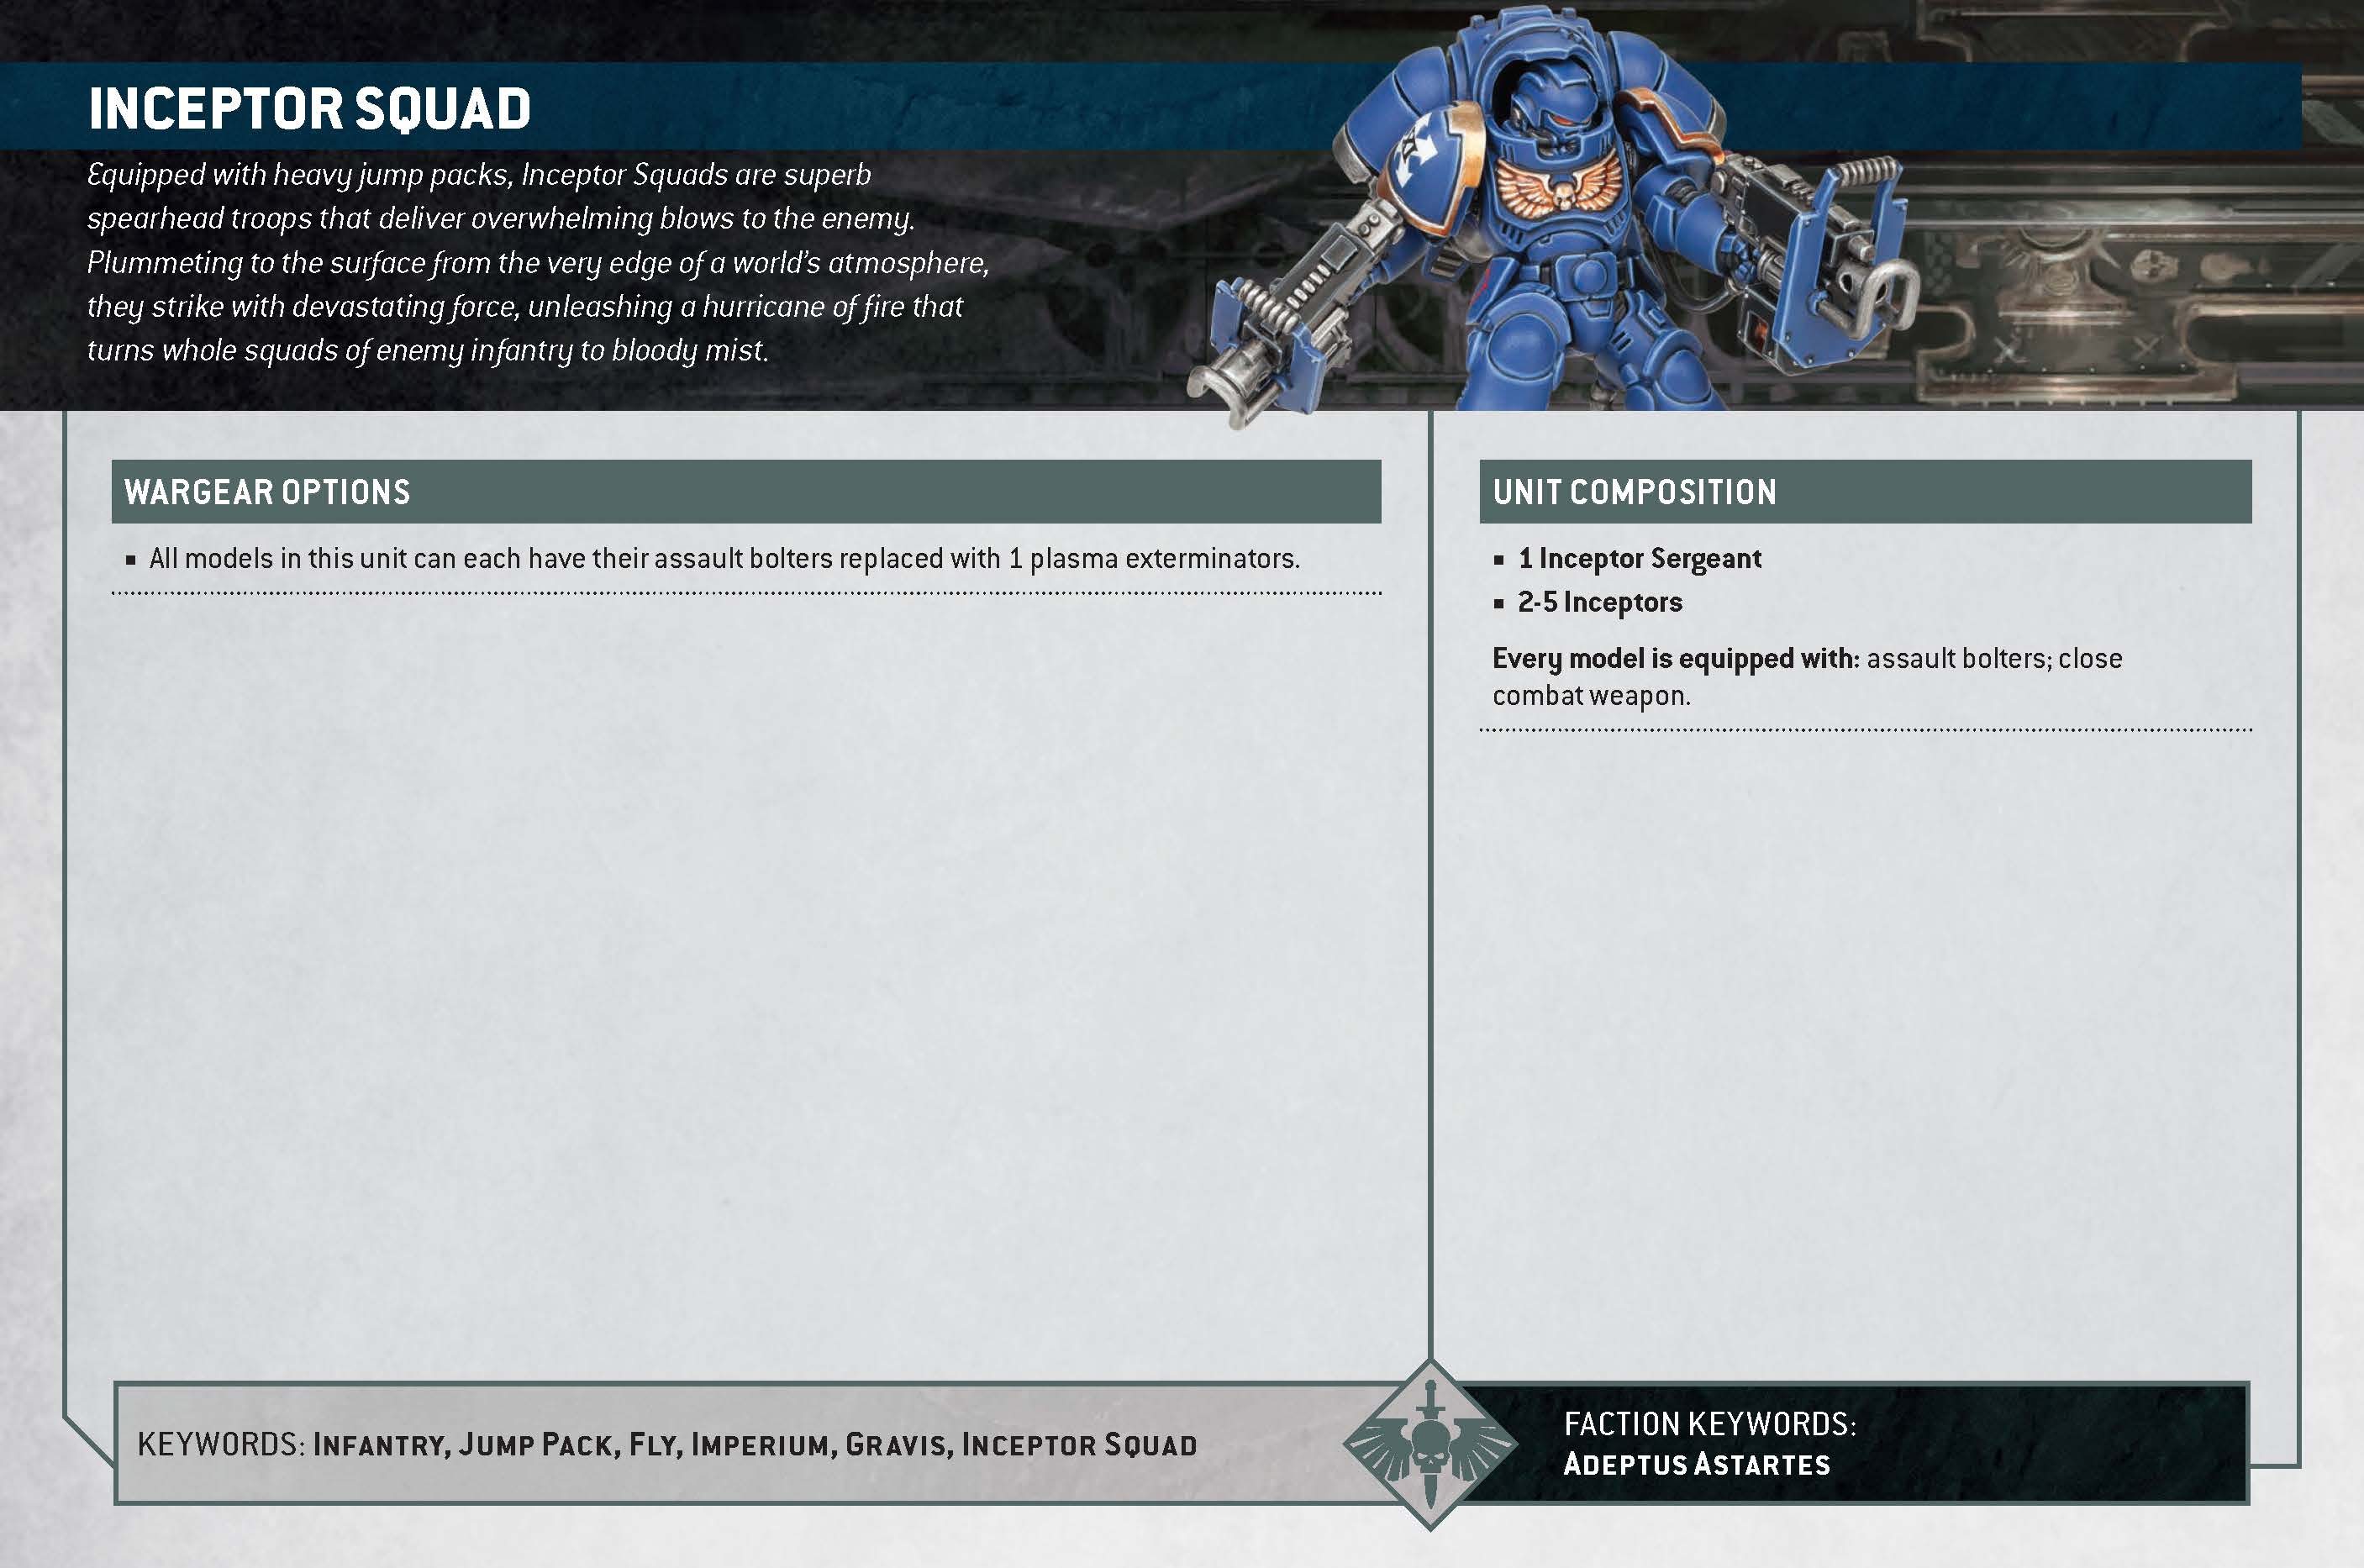 INCEPTOR SQUAD
Equipped with heavy jump packs, Inceptor Squads are superb
spearhead troops that deliver overwhelming blows to the enemy.
Plummeting to the surface from the very edge of a world's atmosphere,
they strike with devastating force, unleashing a hurricane of fire that
turns whole squads of enemy infantry to bloody mist.
WARGEAR OPTIONS
▪ All models in this unit can each have their assault bolters replaced with 1 plasma exterminators.
UNIT COMPOSITION
▪ 1 Inceptor Sergeant
▪ 2-5 Inceptors
Every model is equipped with: assault bolters; close
combat weapon.
KEYWORDS: INFANTRY, JUMP PACK, FLY, IMPERIUM, GRAVIS, INCEPTOR SQUAD
FACTION KEYWORDS:
ADEPTUS ASTARTES